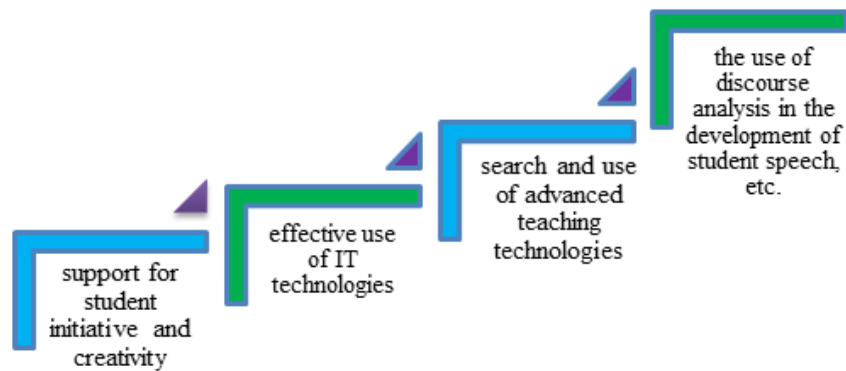 support for
student
initiative and
creativity
effective use
of IT
technologies
search and use
of advanced
teaching
technologies
the use of
discourse
analysis in the
development of
student speech,
etc.